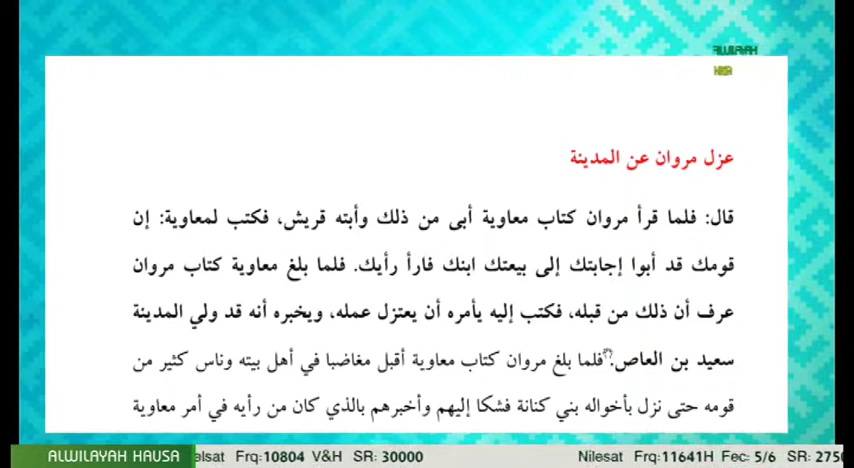 ALWILAYAH
HAUSA
عزل مروان عن المدينة
قال: فلما قرأ مروان كتاب معاوية أبى من ذلك وأبته قريش، فكتب لمعاوية: إن
قومك قد أبوا إجابتك إلى بيعتك ابنك فارأ رأيك. فلما بلغ معاوية كتاب مروان
عرف أن ذلك من قبله، فكتب إليه يأمره أن يعتزل عمله، ويخبره أنه قد ولي المدينة
سعيد بن العاص. فلما بلغ مروان كتاب معاوية أقبل مغاضبا في أهل بيته وناس كثير من
قومه حتى نزل بأخواله بني كنانة فشكا إليهم وأخبرهم بالذي كان من رأيه في أمر معاوية
ALWILAYAH HAUSA elsat Frq:10804 V&H SR: 30000 Nilesat Frq:11641H Fec: 5/6 SR: 2750